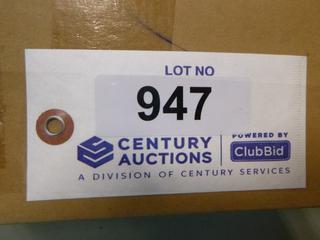 LOT NO
947
CENTURY
AUCTIONS
POWERED BY
ClubBid
A DIVISION OF CENTURY SERVICES